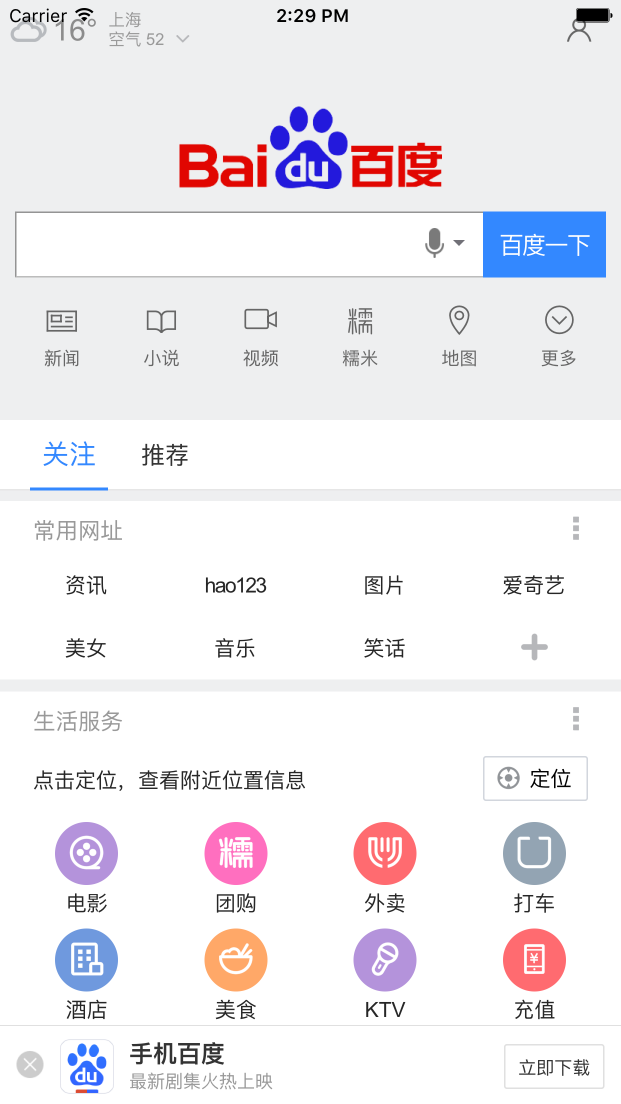 Carrier 2:29 PM
16° 上海
空气 52
Bai du 百度
百度一下
糯
新闻 小说 视频 糯米 地图 更多
关注 推荐
常用网址
资讯 hao123 图片 爱奇艺
美女 音乐 笑话
生活服务
点击定位，查看附近位置信息 定位
糯
电影 团购 外卖 打车
¥
酒店 美食 KTV 充值
du 手机百度
最新剧集火热上映 立即下载